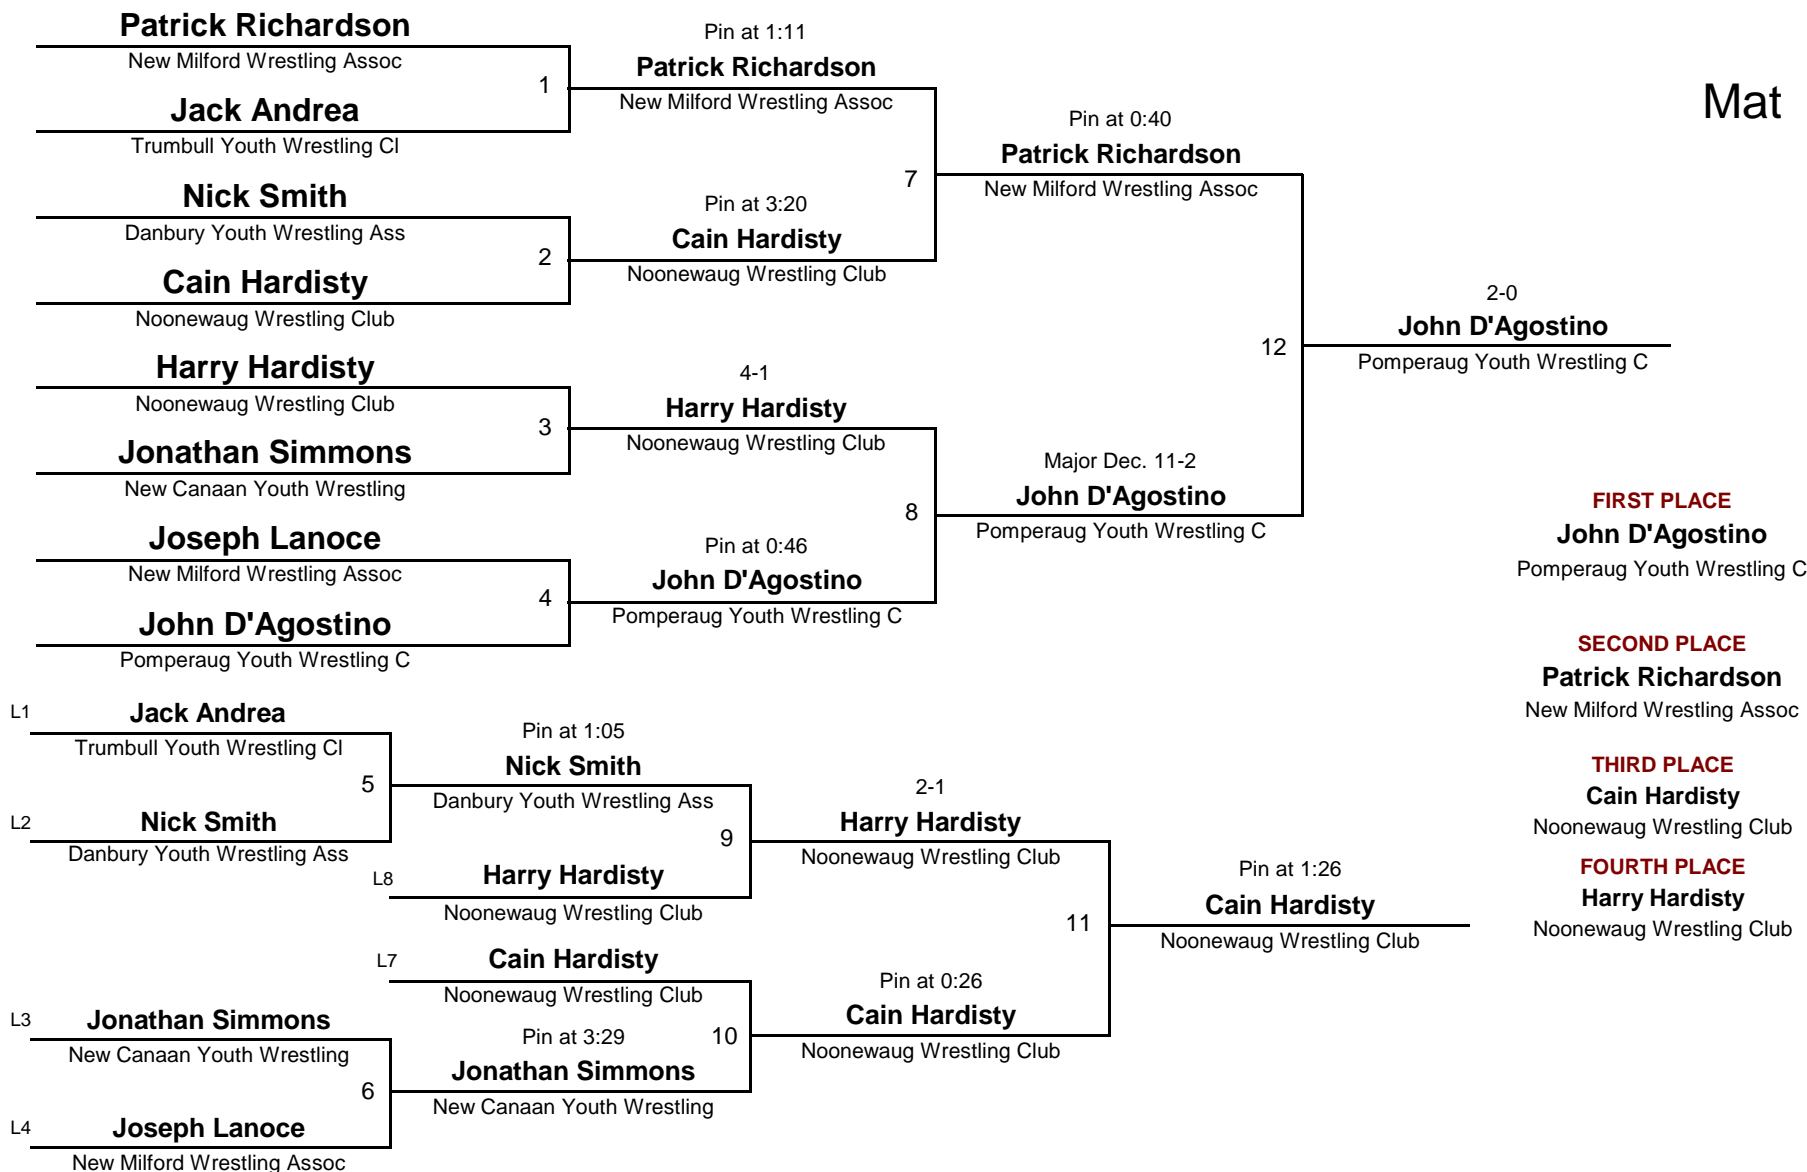 Patrick Richardson
New Milford Wrestling Assoc
1
Jack Andrea
Trumbull Youth Wrestling Cl
Nick Smith
Danbury Youth Wrestling Ass
2
Cain Hardisty
Noonewaug Wrestling Club
Harry Hardisty
Noonewaug Wrestling Club
3
Jonathan Simmons
New Canaan Youth Wrestling
Joseph Lanoce
New Milford Wrestling Assoc
4
John D'Agostino
Pomperaug Youth Wrestling C
Pin at 1:11
Patrick Richardson
New Milford Wrestling Assoc
7
Pin at 3:20
Cain Hardisty
Noonewaug Wrestling Club
4-1
Harry Hardisty
Noonewaug Wrestling Club
8
Pin at 0:46
John D'Agostino
Pomperaug Youth Wrestling C
Pin at 0:40
Patrick Richardson
New Milford Wrestling Assoc
12
Major Dec. 11-2
John D'Agostino
Pomperaug Youth Wrestling C
2-0
John D'Agostino
Pomperaug Youth Wrestling C
Mat
L1
Jack Andrea
Trumbull Youth Wrestling Cl
5
L2
Nick Smith
Danbury Youth Wrestling Ass
L3
Jonathan Simmons
New Canaan Youth Wrestling
6
L4
Joseph Lanoce
New Milford Wrestling Assoc
Pin at 1:05
Nick Smith
Danbury Youth Wrestling Ass
9
L8
Harry Hardisty
Noonewaug Wrestling Club
L7
Cain Hardisty
Noonewaug Wrestling Club
10
Pin at 3:29
Jonathan Simmons
New Canaan Youth Wrestling
2-1
Harry Hardisty
Noonewaug Wrestling Club
11
Pin at 0:26
Cain Hardisty
Noonewaug Wrestling Club
Pin at 1:26
Cain Hardisty
Noonewaug Wrestling Club
FIRST PLACE
John D'Agostino
Pomperaug Youth Wrestling C
SECOND PLACE
Patrick Richardson
New Milford Wrestling Assoc
THIRD PLACE
Cain Hardisty
Noonewaug Wrestling Club
FOURTH PLACE
Harry Hardisty
Noonewaug Wrestling Club